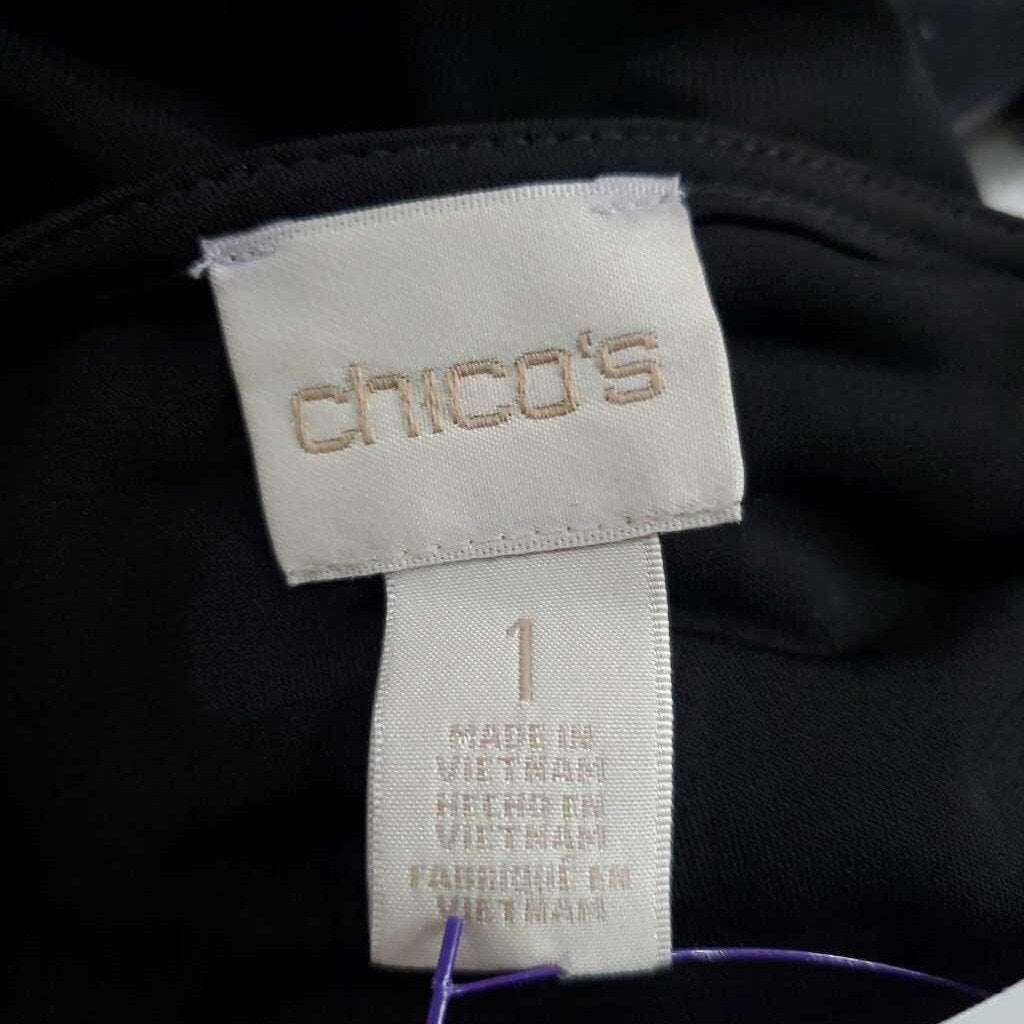 chico's
1
MADE IN
VIETNAM
HECHO EN
VIETNAM
FABRIQUÉ EN
VIETNAM